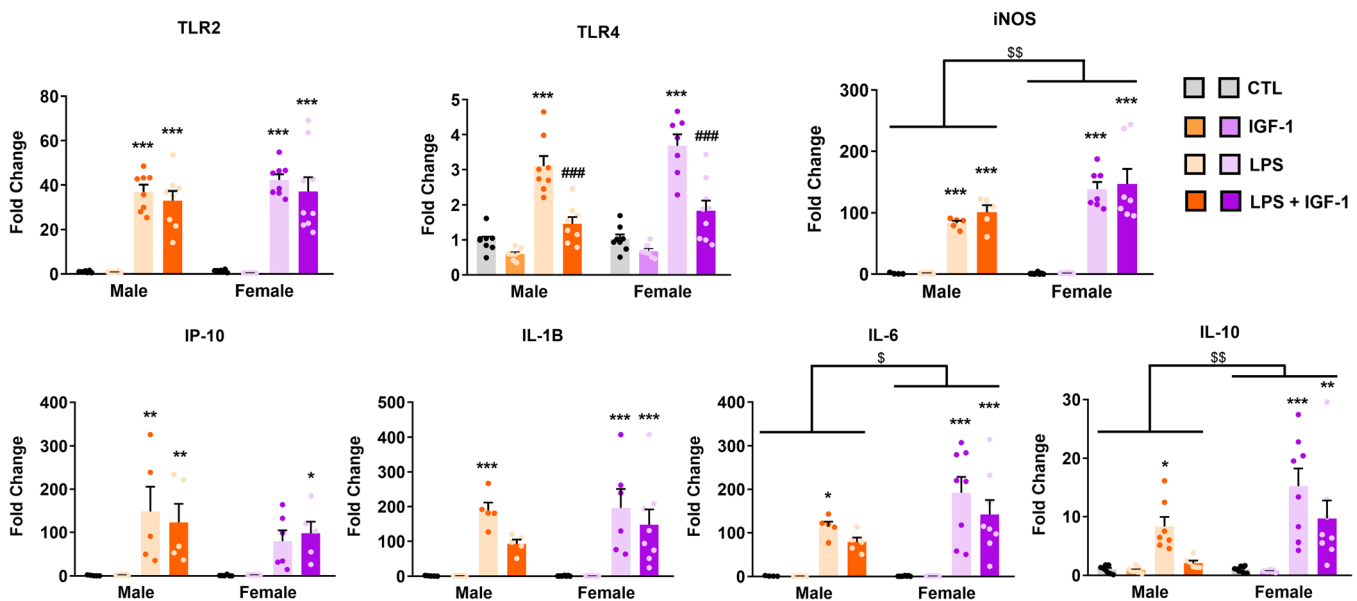 TLR2
Fold Change
80
60
40
20
0
***
***
***
***
Male
Female
TLR4
Fold Change
5
4
3
2
1
0
***
###
***
###
Male
Female
iNOS
$$
Fold Change
300
200
100
0
***
***
***
***
Male
Female
CTL
IGF-1
LPS
LPS + IGF-1
IP-10
Fold Change
400
300
200
100
0
**
**
*
Male
Female
IL-1B
Fold Change
500
400
300
200
100
0
***
***
***
Male
Female
IL-6
$
Fold Change
400
300
200
100
0
*
***
***
Male
Female
IL-10
$$
Fold Change
30
20
10
0
*
***
**
Male
Female